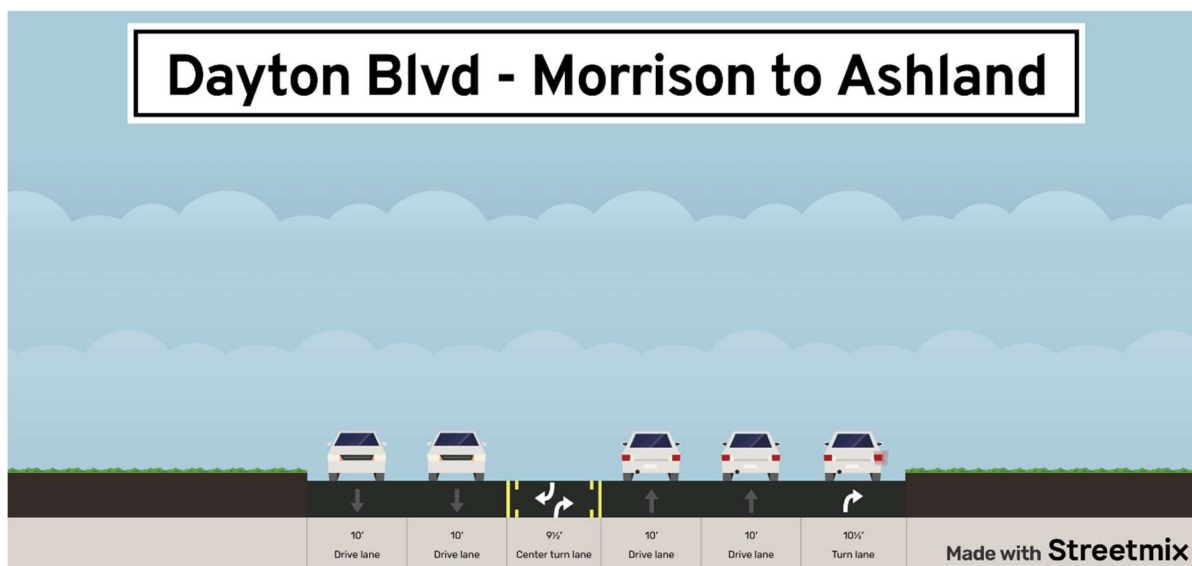 Dayton Blvd - Morrison to Ashland
10' 10' 9½' 10' 10' 10½'
Drive lane Drive lane Center turn lane Drive lane Drive lane Turn lane
Made with Streetmix